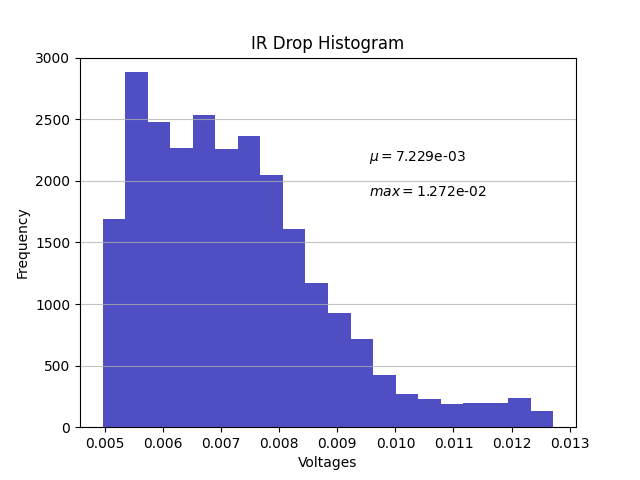 IR Drop Histogram
3000
2500
2000
1500
1000
500
0
Frequency
μ = 7.229e-03
max = 1.272e-02
0.005 0.006 0.007 0.008 0.009 0.010 0.011 0.012 0.013
Voltages